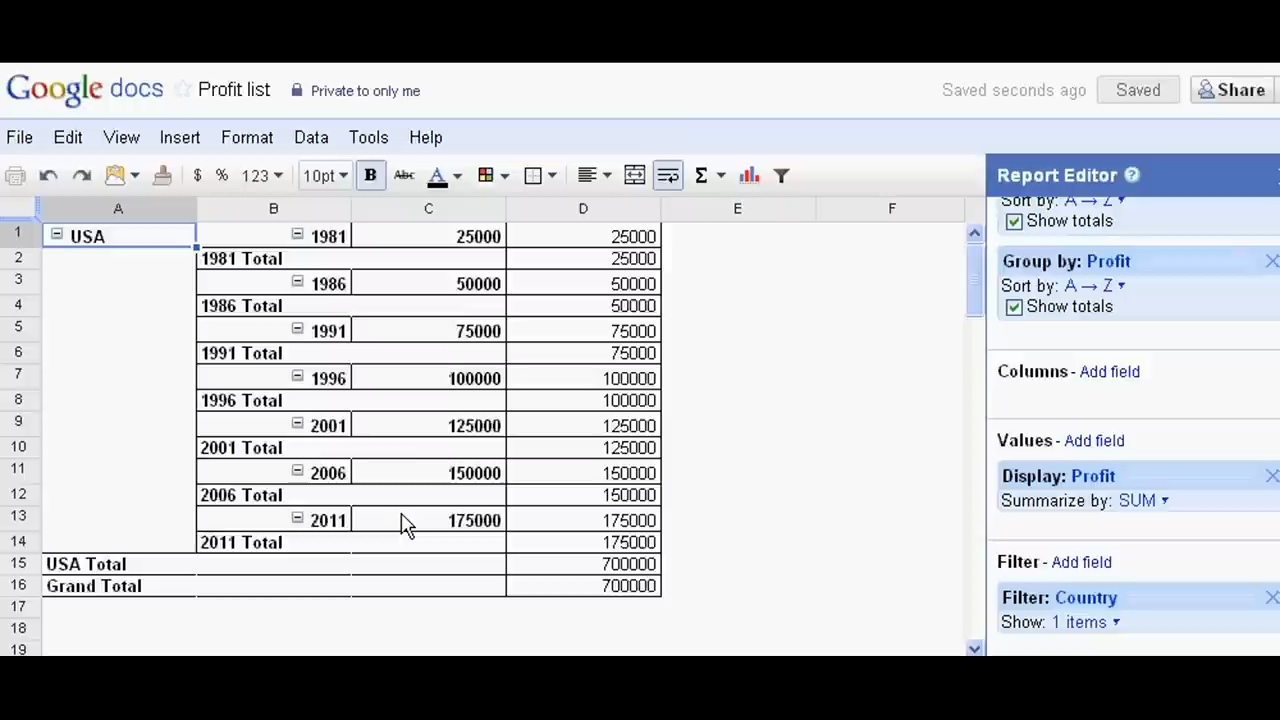 Google docs Profit list Private to only me Saved seconds ago Saved Share
File Edit View Insert Format Data Tools Help
$ % 123 10pt B Abc A Σ
Report Editor ?
Sort by: A → Z
Show totals
Group by: Profit
Sort by: A → Z
Show totals
Columns - Add field
Values - Add field
Display: Profit
Summarize by: SUM
Filter - Add field
Filter: Country
Show: 1 items
A B C D E F
1 USA 1981 25000 25000
2 1981 Total 25000
3 1986 50000 50000
4 1986 Total 50000
5 1991 75000 75000
6 1991 Total 75000
7 1996 100000 100000
8 1996 Total 100000
9 2001 125000 125000
10 2001 Total 125000
11 2006 150000 150000
12 2006 Total 150000
13 2011 175000 175000
14 2011 Total 175000
15 USA Total 700000
16 Grand Total 700000
17
18
19